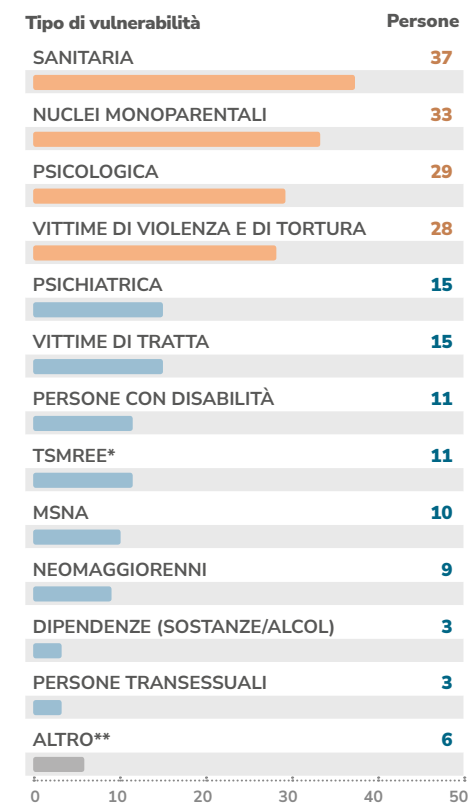 Tipo di vulnerabilità Persone
SANITARIA 37
NUCLEI MONOPARENTALI 33
PSICOLOGICA 29
VITTIME DI VIOLENZA E DI TORTURA 28
PSICHIATRICA 15
VITTIME DI TRATTA 15
PERSONE CON DISABILITÀ 11
TSMREE* 11
MSNA 10
NEOMAGGIORENNI 9
DIPENDENZE (SOSTANZE/ALCOL) 3
PERSONE TRANSESSUALI 3
ALTRO** 6
0 10 20 30 40 50